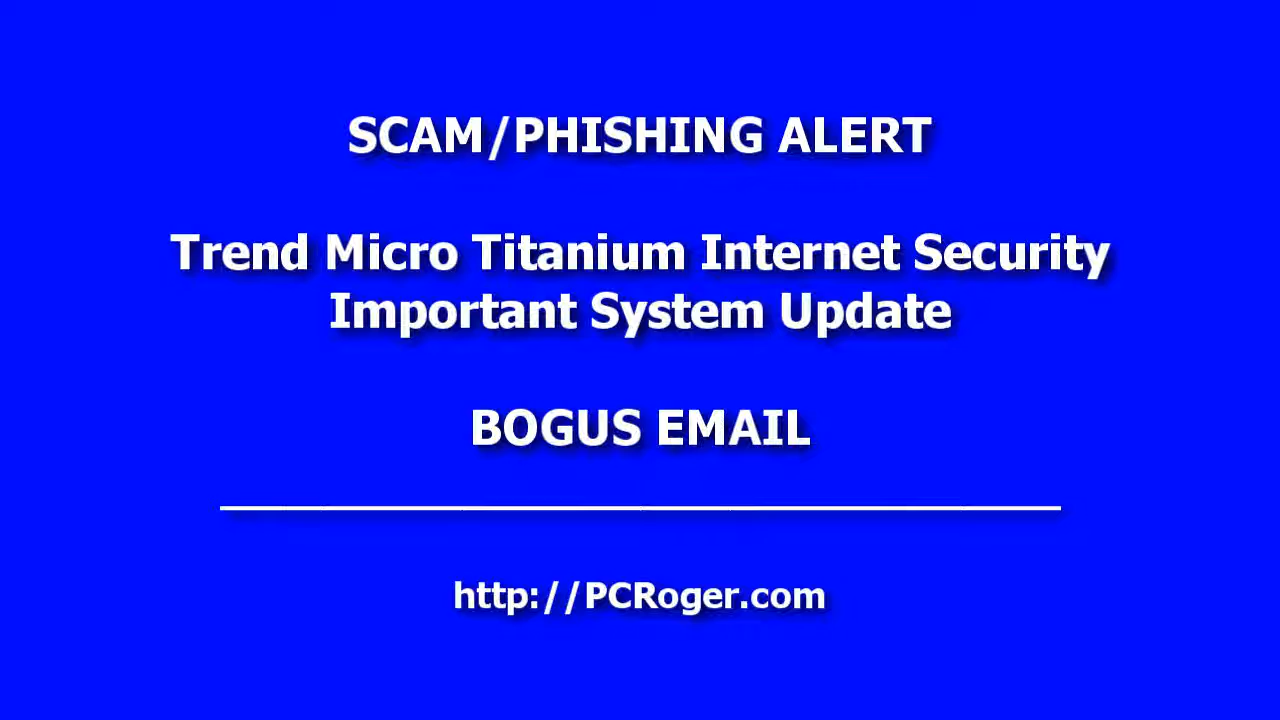 SCAM/PHISHING ALERT
Trend Micro Titanium Internet Security
Important System Update
BOGUS EMAIL
http://PCRoger.com